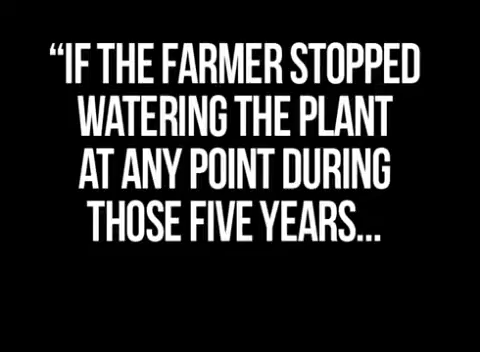 “IF THE FARMER STOPPED
WATERING THE PLANT
AT ANY POINT DURING
THOSE FIVE YEARS...